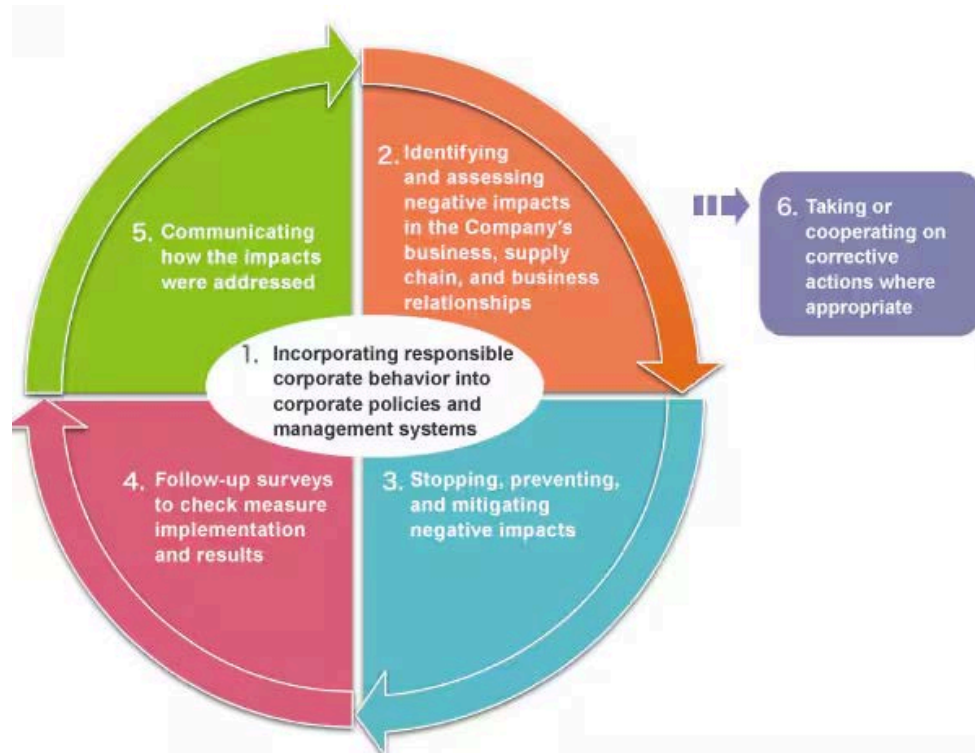 1. Incorporating responsible
corporate behavior into
corporate policies and
management systems
2. Identifying
and assessing
negative impacts
in the Company's
business, supply
chain, and business
relationships
3. Stopping, preventing,
and mitigating
negative impacts
4. Follow-up surveys
to check measure
implementation
and results
5. Communicating
how the impacts
were addressed
6. Taking or
cooperating on
corrective
actions where
appropriate